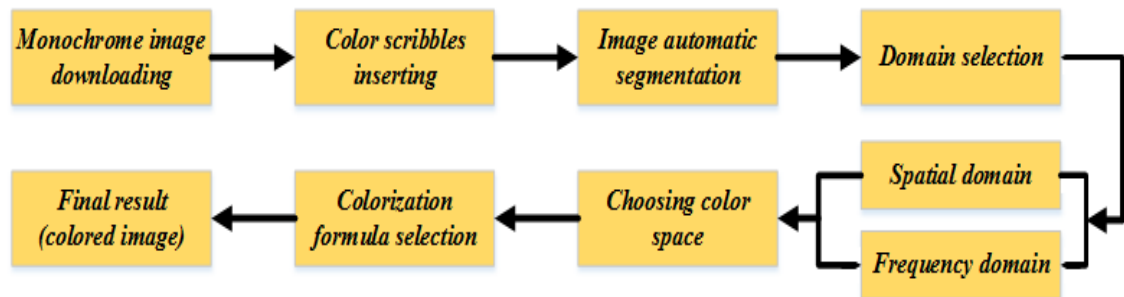 Monochrome image
downloading
Color scribbles
inserting
Image automatic
segmentation
Domain selection
Spatial domain
Frequency domain
Choosing color
space
Colorization
formula selection
Final result
(colored image)